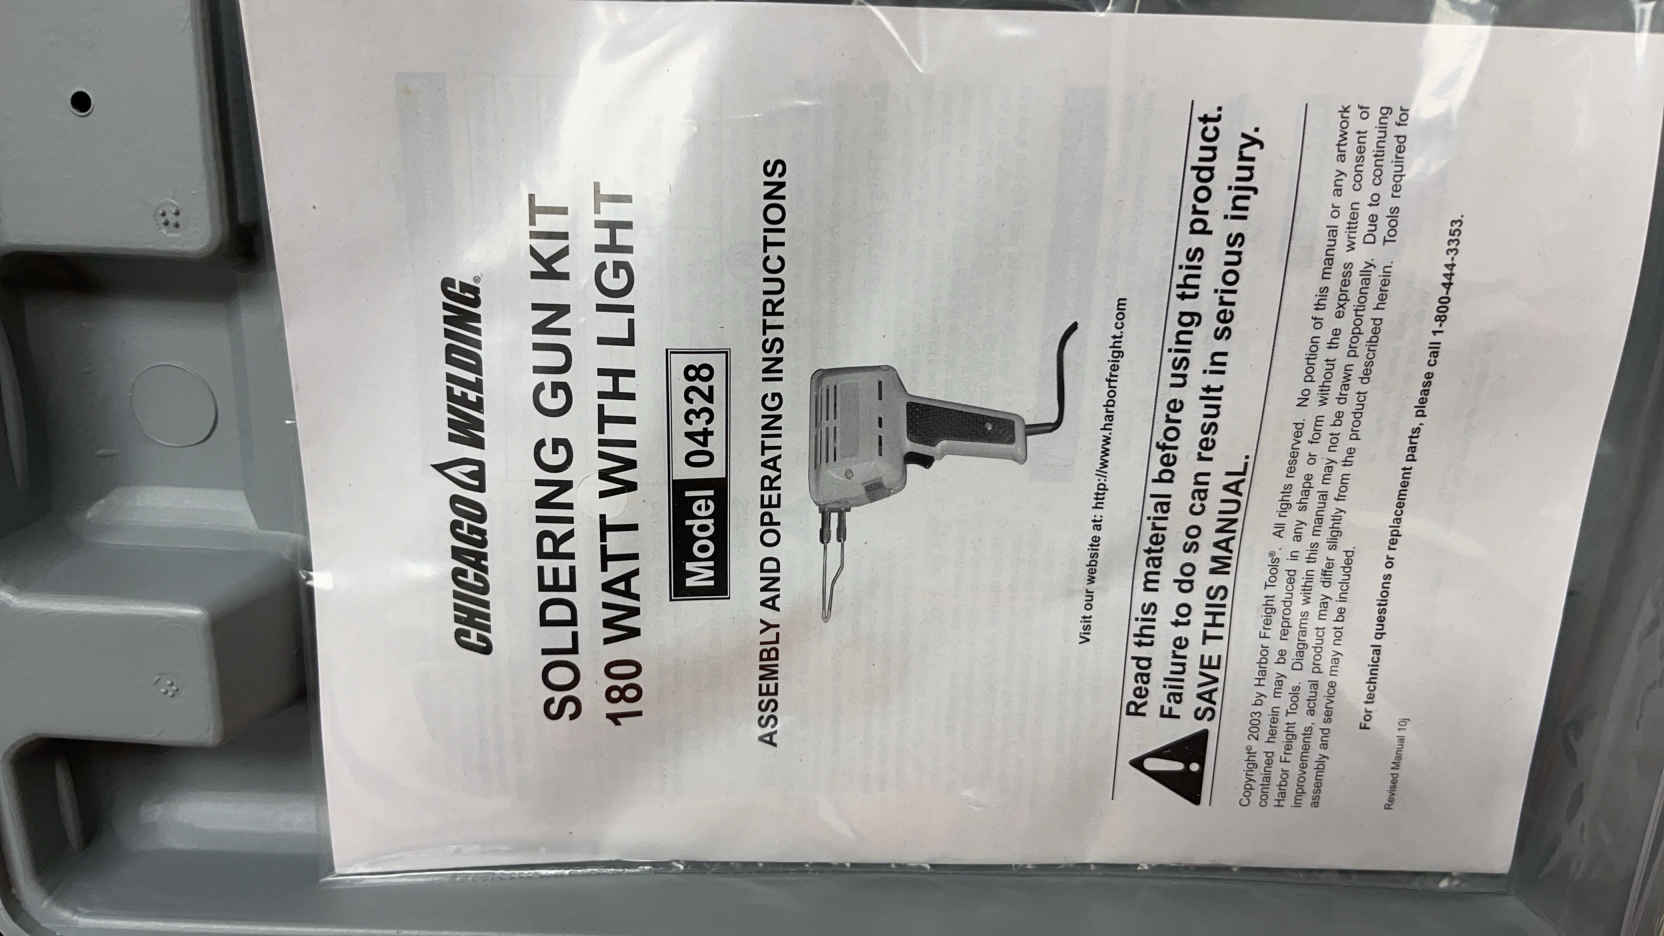 CHICAGO WELDING®
SOLDERING GUN KIT
180 WATT WITH LIGHT
Model 04328
ASSEMBLY AND OPERATING INSTRUCTIONS
Visit our website at: http://www.harborfreight.com
Read this material before using this product.
Failure to do so can result in serious injury.
SAVE THIS MANUAL.
Copyright© 2003 by Harbor Freight Tools®. All rights reserved. No portion of this manual or any artwork
contained herein may be reproduced in any shape or form without the express written consent of
Harbor Freight Tools. Diagrams within this manual may not be drawn proportionally. Due to continuing
improvements, actual product may differ slightly from the product described herein. Tools required for
assembly and service may not be included.
For technical questions or replacement parts, please call 1-800-444-3353.
Revised Manual 10j